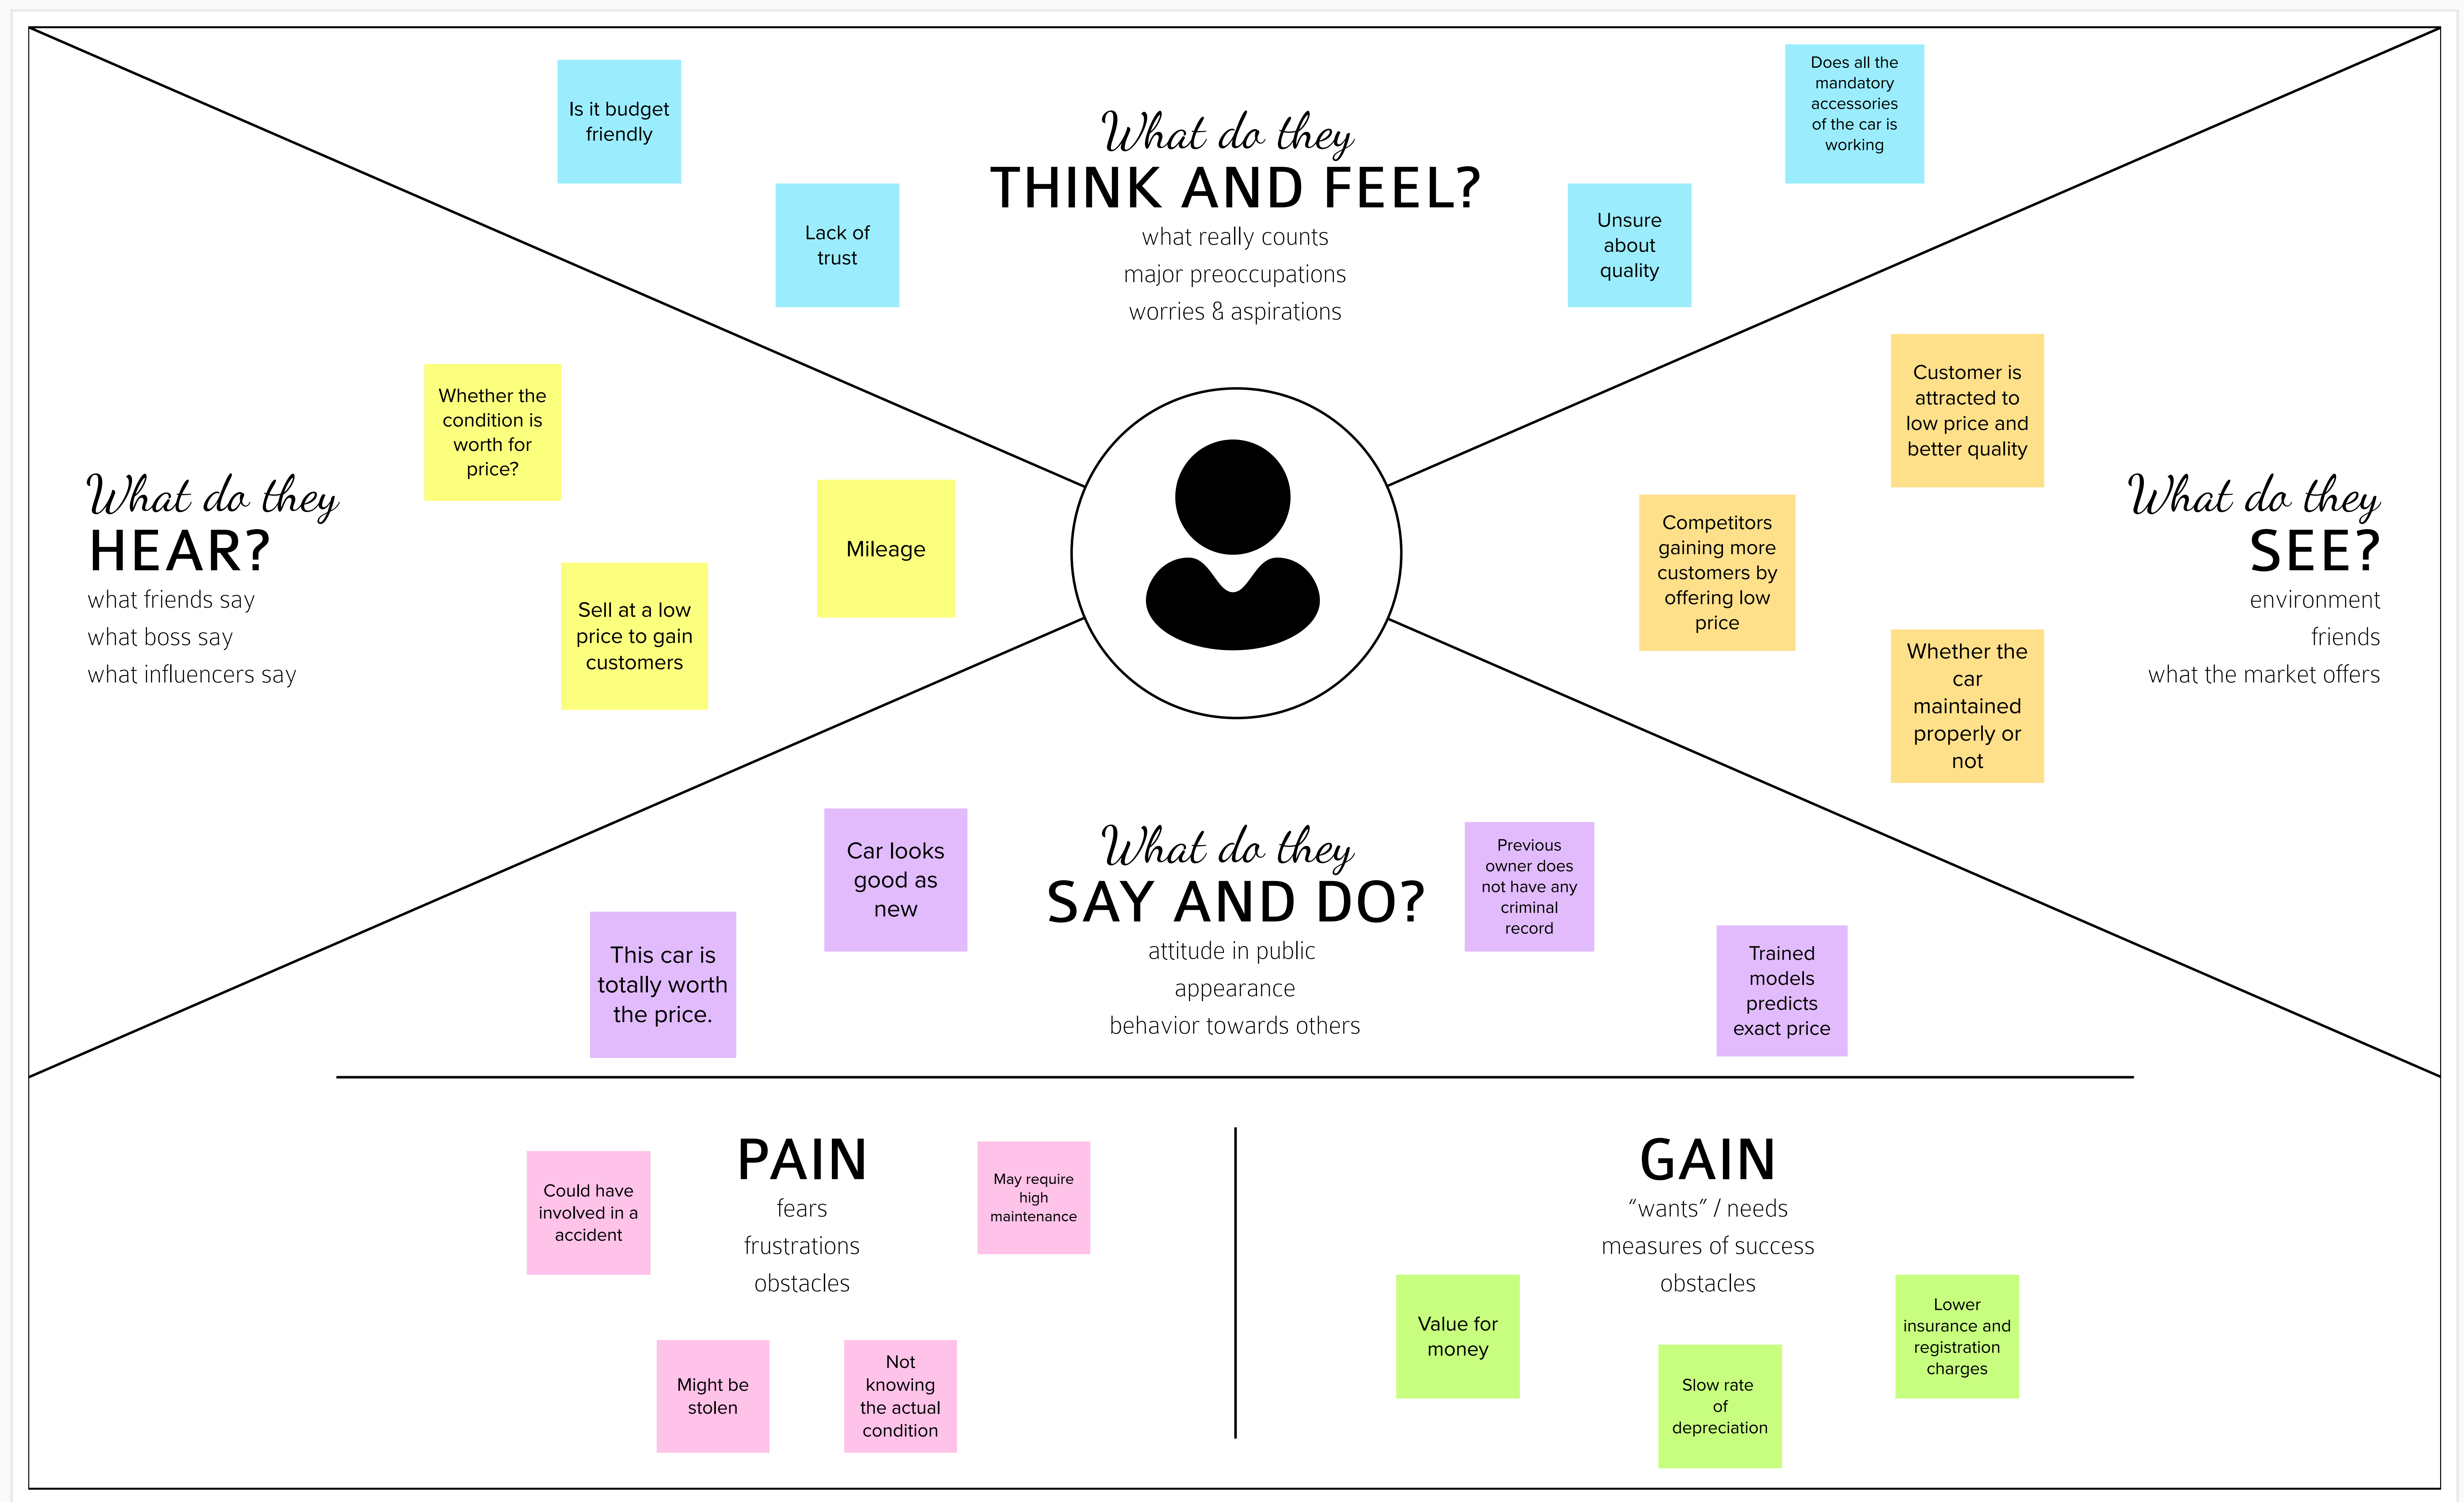 Is it budget
friendly
Lack of
trust
What do they
THINK AND FEEL?
what really counts
major preoccupations
worries & aspirations
Unsure
about
quality
Does all the
mandatory
accessories
of the car is
working
What do they
HEAR?
what friends say
what boss say
what influencers say
Whether the
condition is
worth for
price?
Sell at a low
price to gain
customers
Mileage
Competitors
gaining more
customers by
offering low
price
Customer is
attracted to
low price and
better quality
Whether the
car
maintained
properly or
not
What do they
SEE?
environment
friends
what the market offers
This car is
totally worth
the price.
Car looks
good as
new
What do they
SAY AND DO?
attitude in public
appearance
behavior towards others
Previous
owner does
not have any
criminal
record
Trained
models
predicts
exact price
PAIN
fears
frustrations
obstacles
Could have
involved in a
accident
May require
high
maintenance
Might be
stolen
Not
knowing
the actual
condition
GAIN
“wants” / needs
measures of success
obstacles
Value for
money
Slow rate
of
depreciation
Lower
insurance and
registration
charges